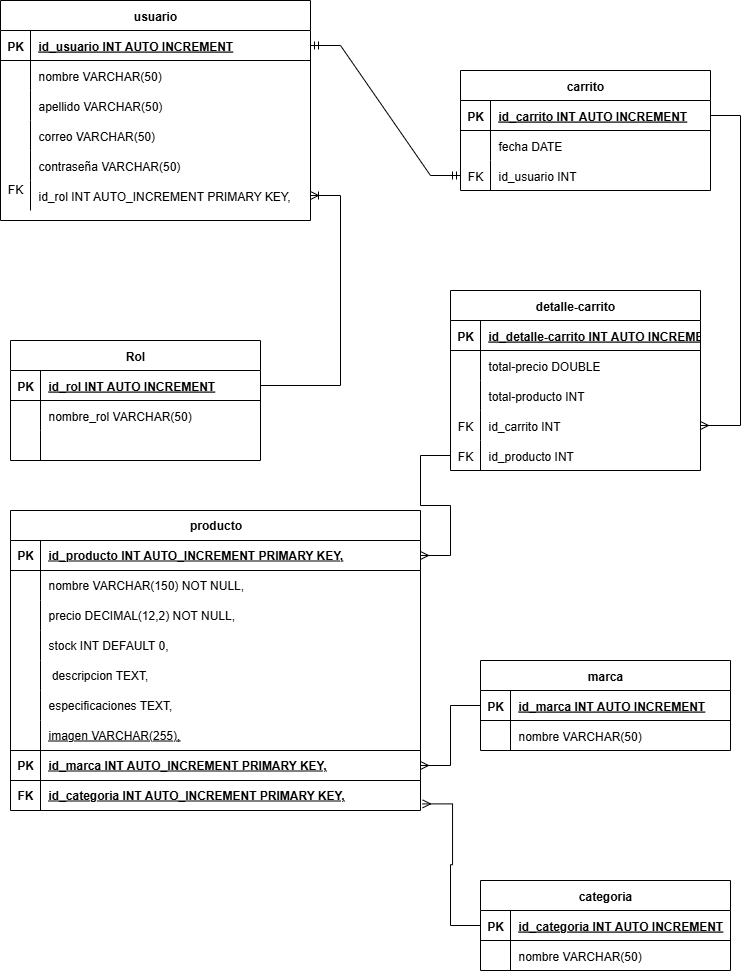 usuario
PK id_usuario INT AUTO INCREMENT
nombre VARCHAR(50)
apellido VARCHAR(50)
correo VARCHAR(50)
contraseña VARCHAR(50)
FK id_rol INT AUTO_INCREMENT PRIMARY KEY,
carrito
PK id_carrito INT AUTO INCREMENT
fecha DATE
FK id_usuario INT
detalle-carrito
PK id_detalle-carrito INT AUTO INCREME
total-precio DOUBLE
total-producto INT
FK id_carrito INT
FK id_producto INT
Rol
PK id_rol INT AUTO INCREMENT
nombre_rol VARCHAR(50)
producto
PK id_producto INT AUTO_INCREMENT PRIMARY KEY,
nombre VARCHAR(150) NOT NULL,
precio DECIMAL(12,2) NOT NULL,
stock INT DEFAULT 0,
descripcion TEXT,
especificaciones TEXT,
imagen VARCHAR(255),
PK id_marca INT AUTO_INCREMENT PRIMARY KEY,
FK id_categoria INT AUTO_INCREMENT PRIMARY KEY,
marca
PK id_marca INT AUTO INCREMENT
nombre VARCHAR(50)
categoria
PK id_categoria INT AUTO INCREMENT
nombre VARCHAR(50)